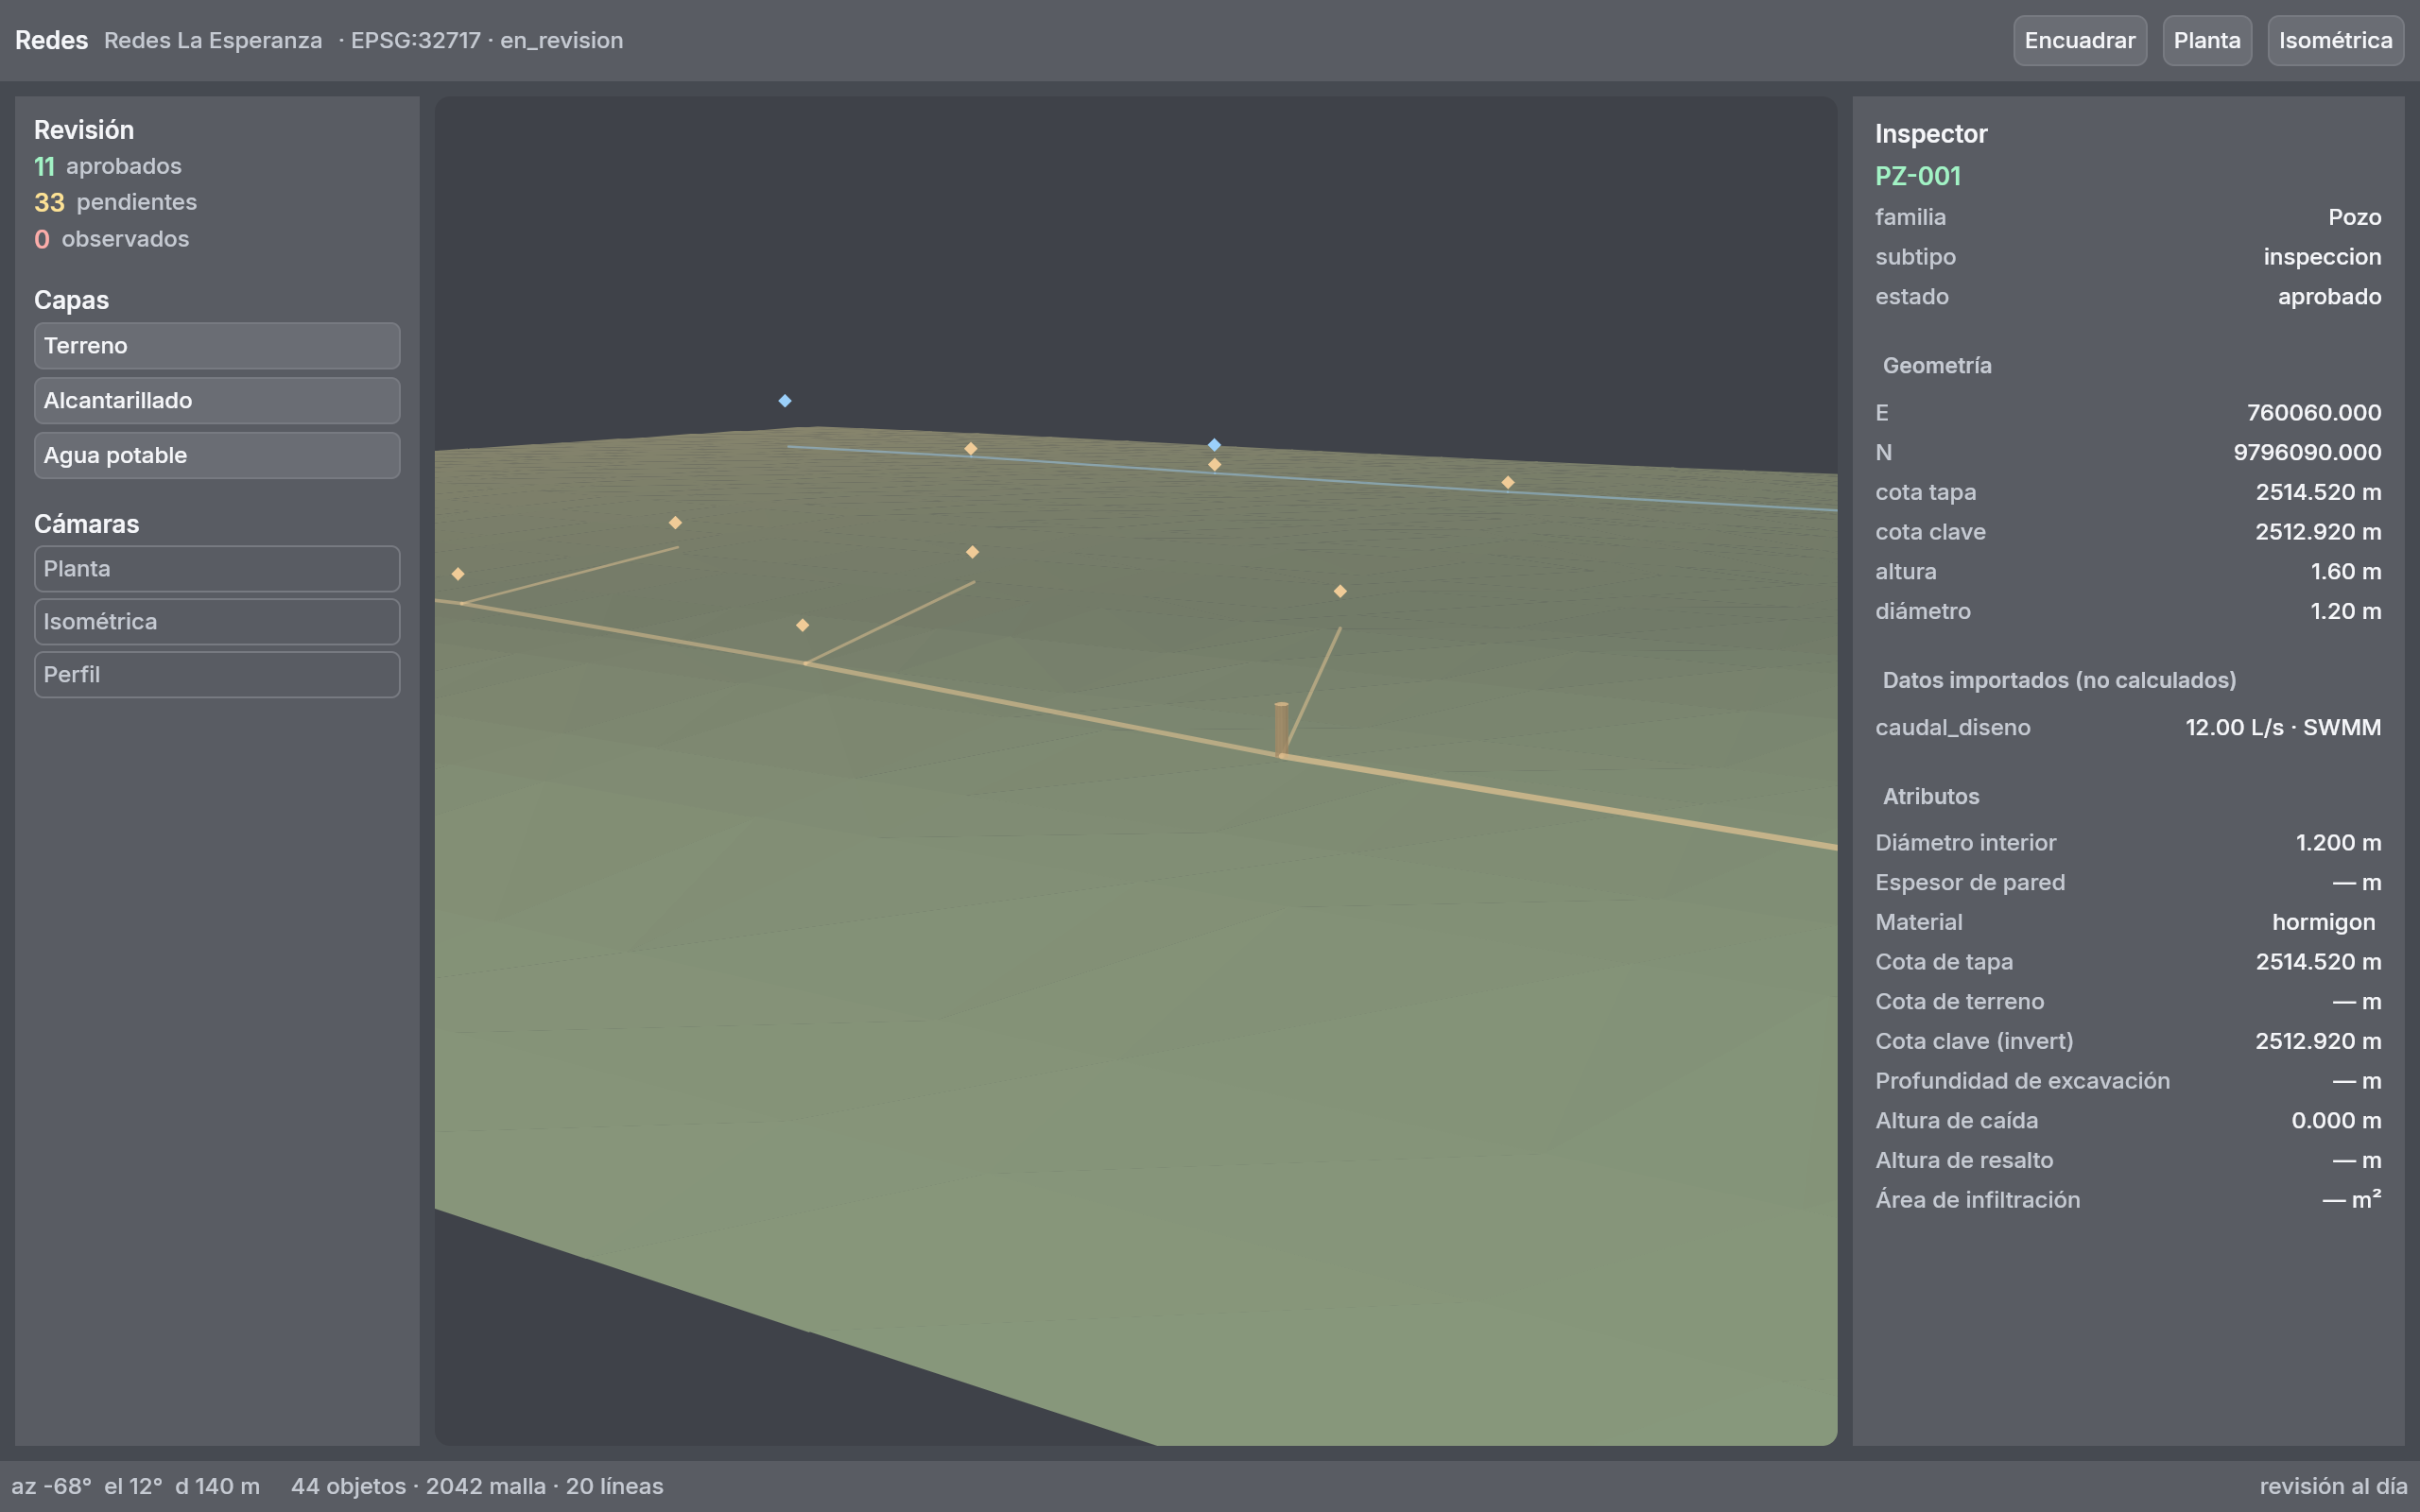 Redes Redes La Esperanza · EPSG:32717 · en_revision
Encuadrar Planta Isométrica
Revisión
11 aprobados
33 pendientes
0 observados
Capas
Terreno
Alcantarillado
Agua potable
Cámaras
Planta
Isométrica
Perfil
Inspector
PZ-001
familia Pozo
subtipo inspeccion
estado aprobado
Geometría
E 760060.000
N 9796090.000
cota tapa 2514.520 m
cota clave 2512.920 m
altura 1.60 m
diámetro 1.20 m
Datos importados (no calculados)
caudal_diseno 12.00 L/s · SWMM
Atributos
Diámetro interior 1.200 m
Espesor de pared — m
Material hormigon
Cota de tapa 2514.520 m
Cota de terreno — m
Cota clave (invert) 2512.920 m
Profundidad de excavación — m
Altura de caída 0.000 m
Altura de resalto — m
Área de infiltración — m²
az -68° el 12° d 140 m 44 objetos · 2042 malla · 20 líneas
revisión al día